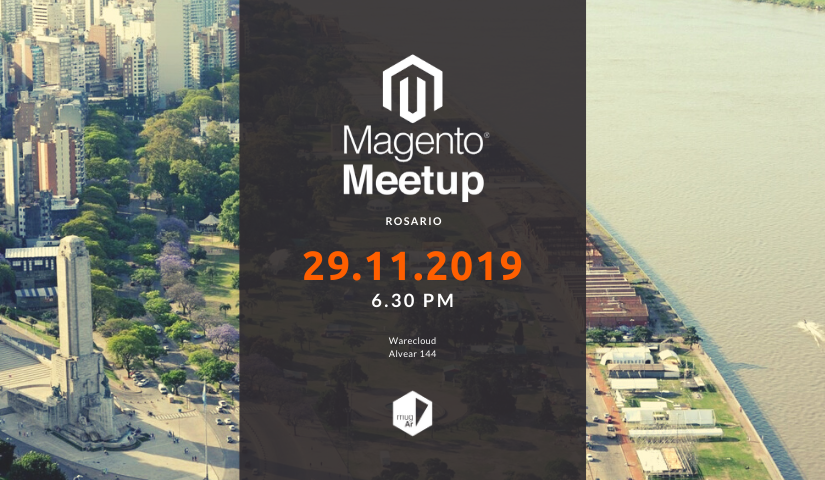 Magento®
Meetup
ROSARIO
29.11.2019
6.30 PM
Warecloud
Alvear 144
mug
Ar